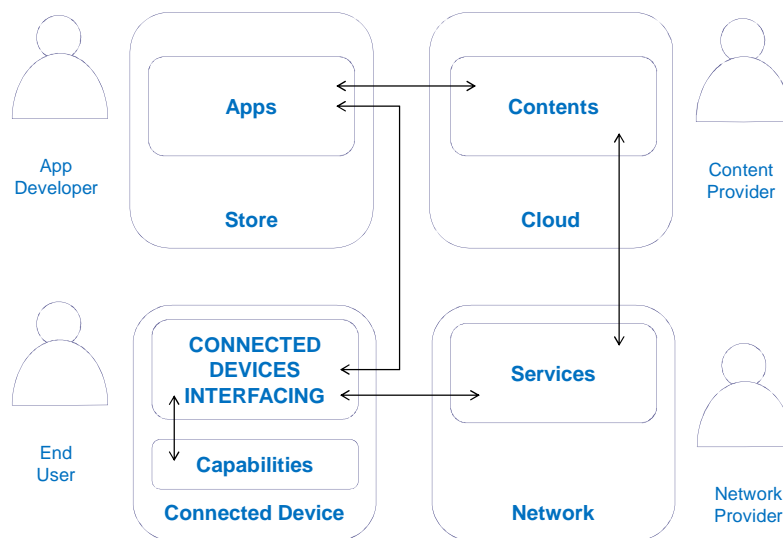 Apps
Contents
App
Developer
Content
Provider
Store
Cloud
CONNECTED
DEVICES
INTERFACING
Services
End
User
Capabilities
Connected Device
Network
Network
Provider